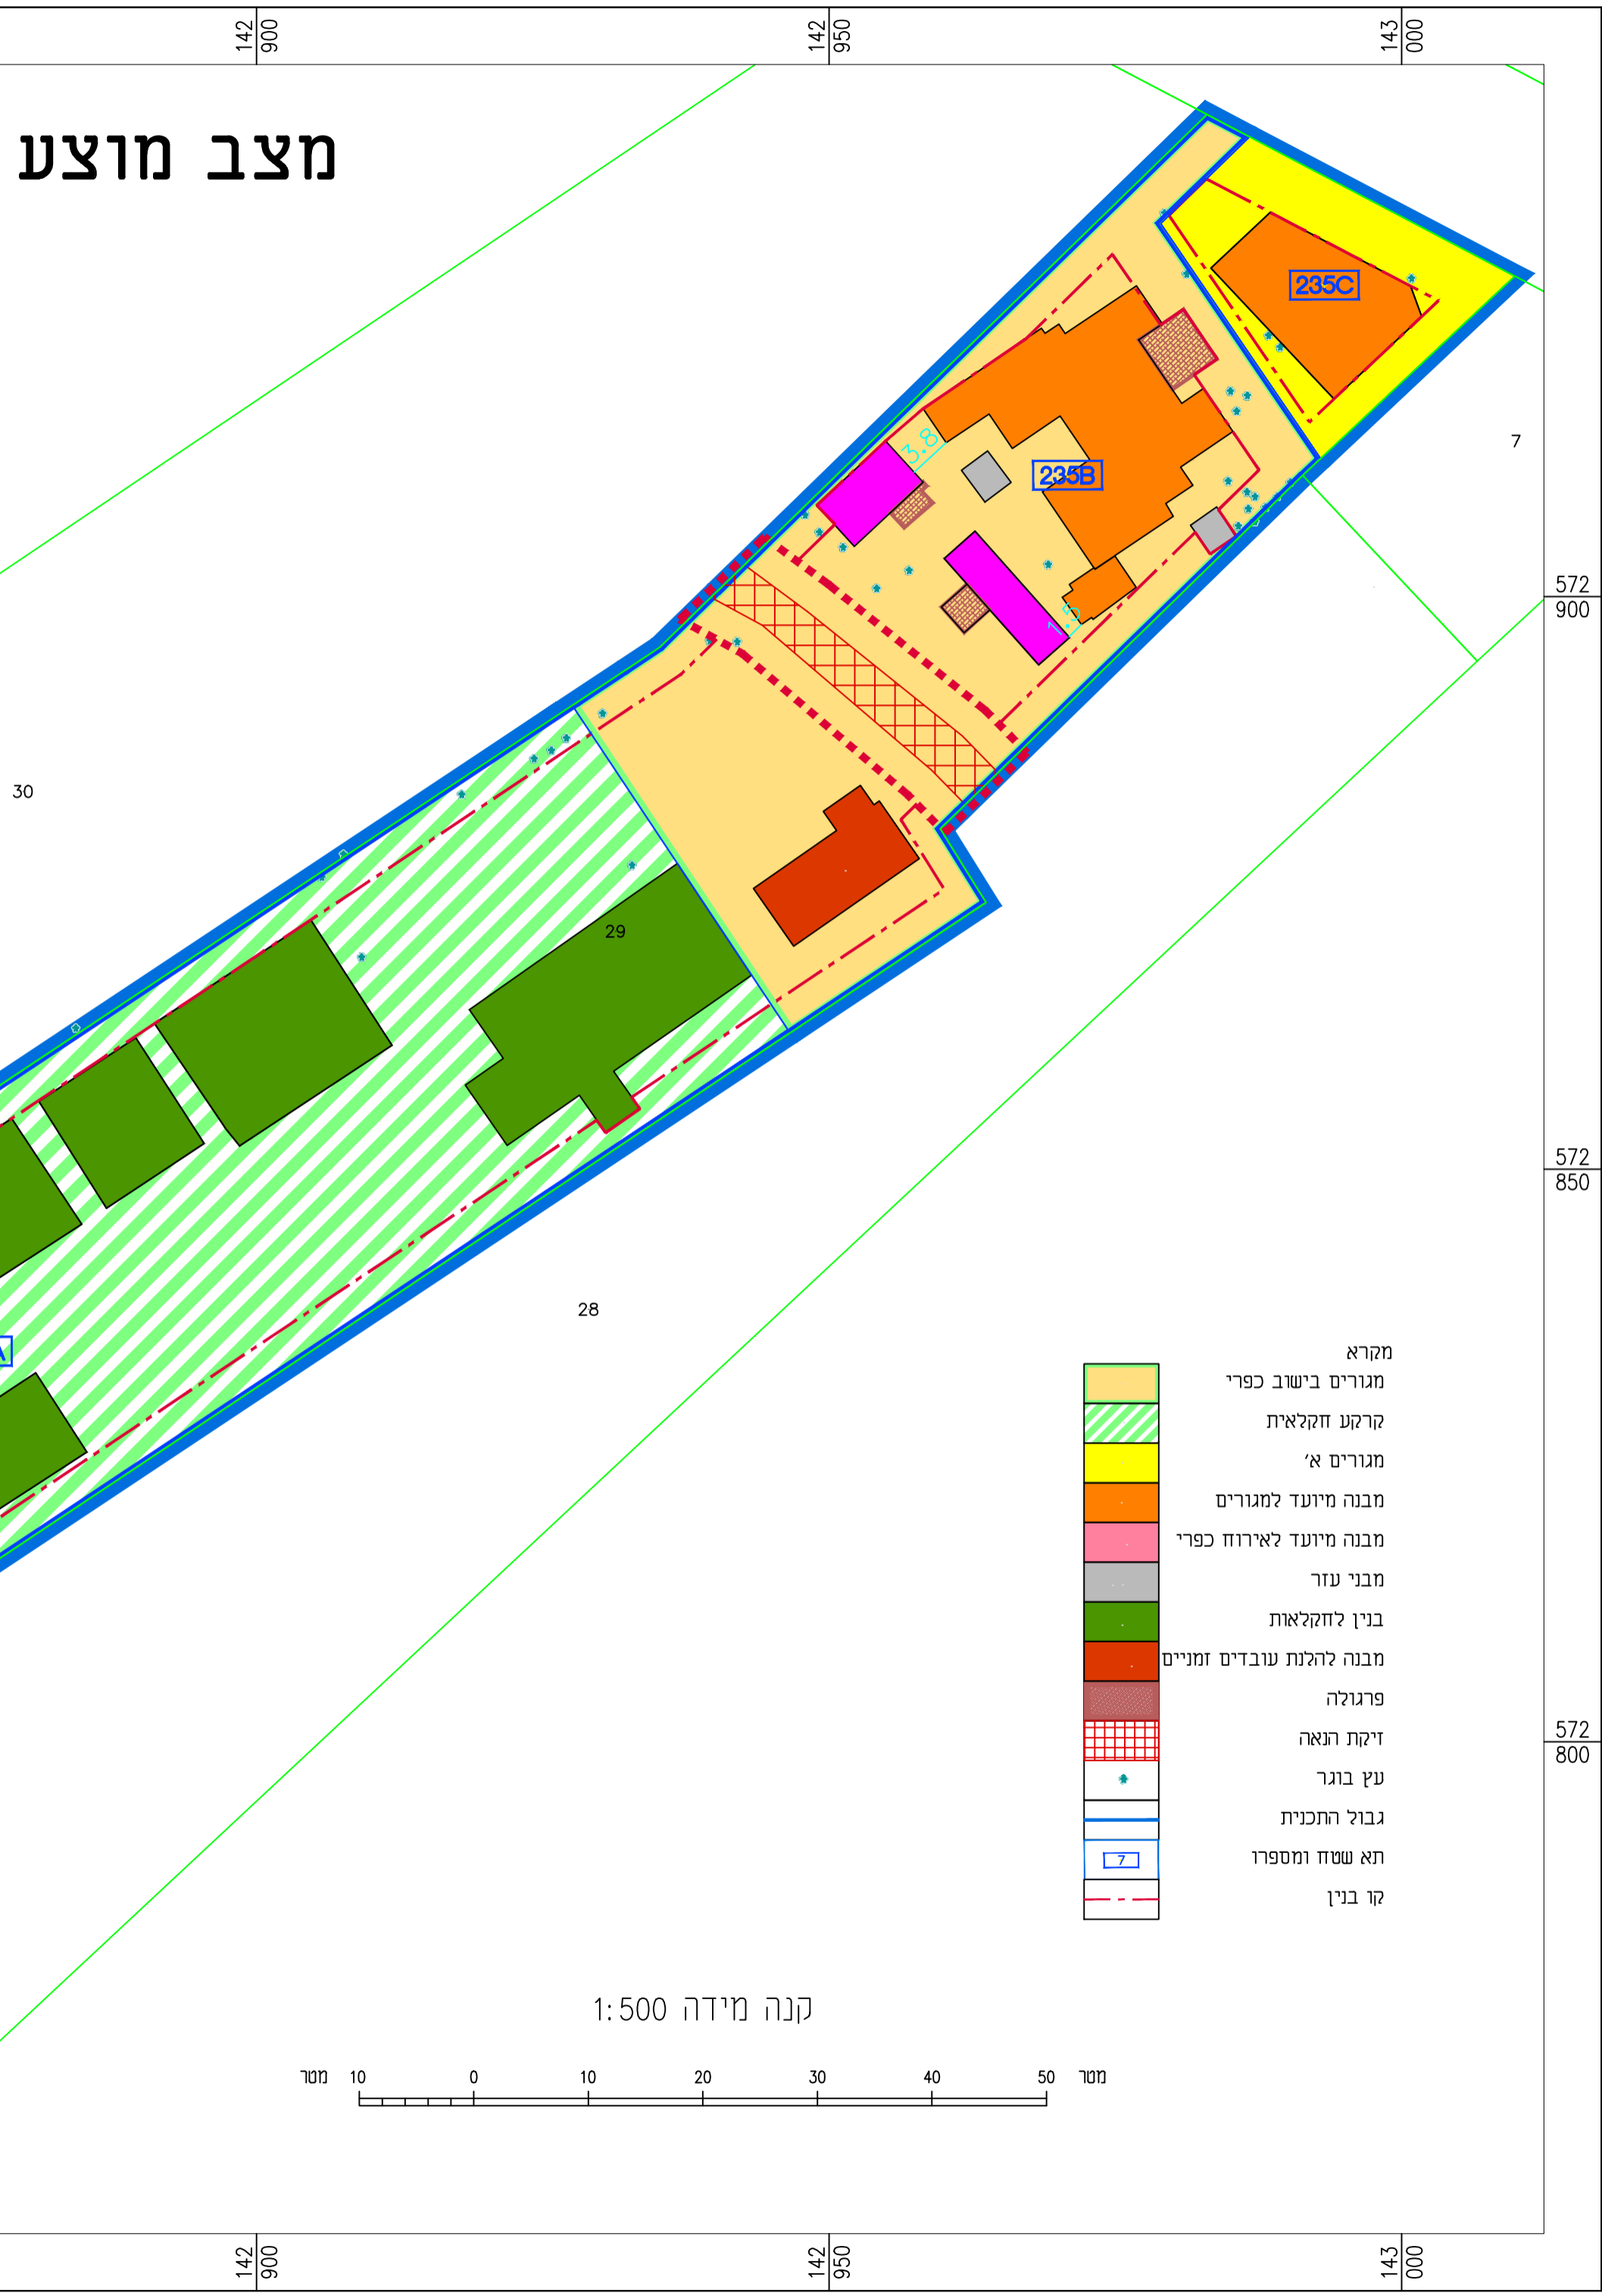 142 900
142 950
143 000
מצב מוצע
235C
7
3.8
235B
572 900
1.5
30
29
572 850
28
מקרא
מגורים בישוב כפרי
קרקע חקלאית
מגורים א'
מבנה מיועד למגורים
מבנה מיועד לאירוח כפרי
מבני עזר
בנין לחקלאות
מבנה להלנת עובדים זמניים
פרגולה
זיקת הנאה
עץ בוגר
גבול התכנית
7 תא שטח ומספרו
קו בנין
572 800
קנה מידה 1:500
מטר 10 0 10 20 30 40 50 מטר
142 900
142 950
143 000